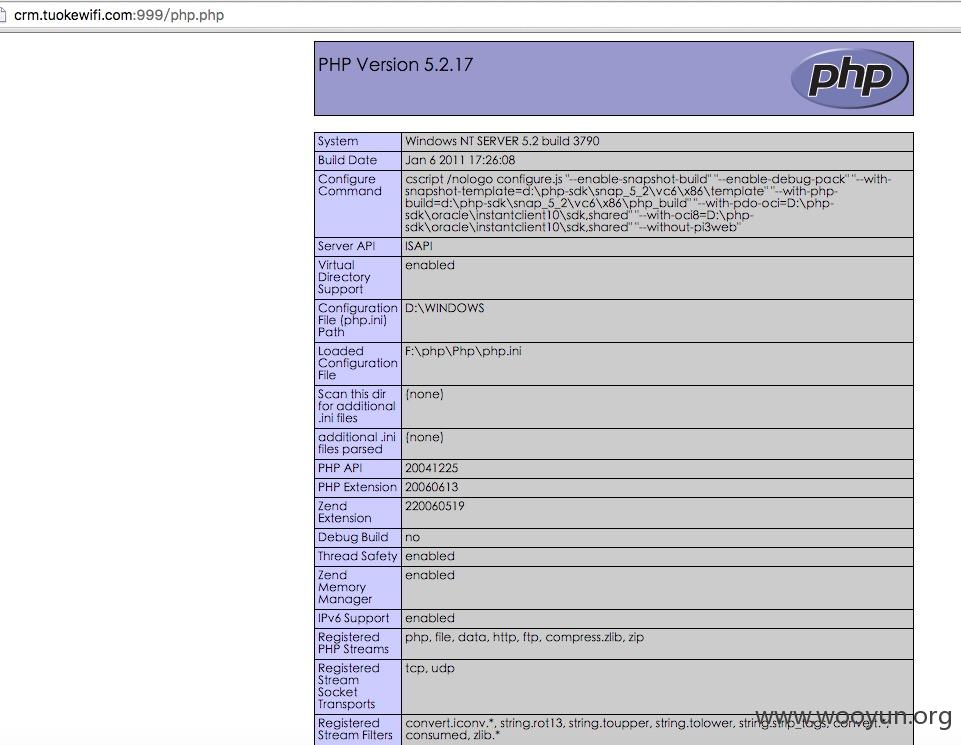 crm.tuokewifi.com:999/php.php
PHP Version 5.2.17
php
System Windows NT SERVER 5.2 build 3790
Build Date Jan 6 2011 17:26:08
Configure cscript /nologo configure.js "--enable-snapshot-build" "--enable-debug-pack" "--with-
Command snapshot-template=d:\php-sdk\snap_5_2\vc6\x86\template" "--with-php-
build=d:\php-sdk\snap_5_2\vc6\x86\php_build" "--with-pdo-oci=D:\php-
sdk\oracle\instantclient10\sdk,shared" "--with-oci8=D:\php-
sdk\oracle\instantclient10\sdk,shared" "--without-pi3web"
Server API ISAPI
Virtual enabled
Directory
Support
Configuration D:\WINDOWS
File (php.ini)
Path
Loaded F:\php\Php\php.ini
Configuration
File
Scan this dir (none)
for additional
.ini files
additional .ini (none)
files parsed
PHP API 20041225
PHP Extension 20060613
Zend 220060519
Extension
Debug Build no
Thread Safety enabled
Zend enabled
Memory
Manager
IPv6 Support enabled
Registered php, file, data, http, ftp, compress.zlib, zip
PHP Streams
Registered tcp, udp
Stream
Socket
Transports
Registered convert.iconv.*, string.rot13, string.toupper, string.tolower, string.strip_tags, convert.*,
Stream Filters consumed, zlib.*
www.wooyun.org